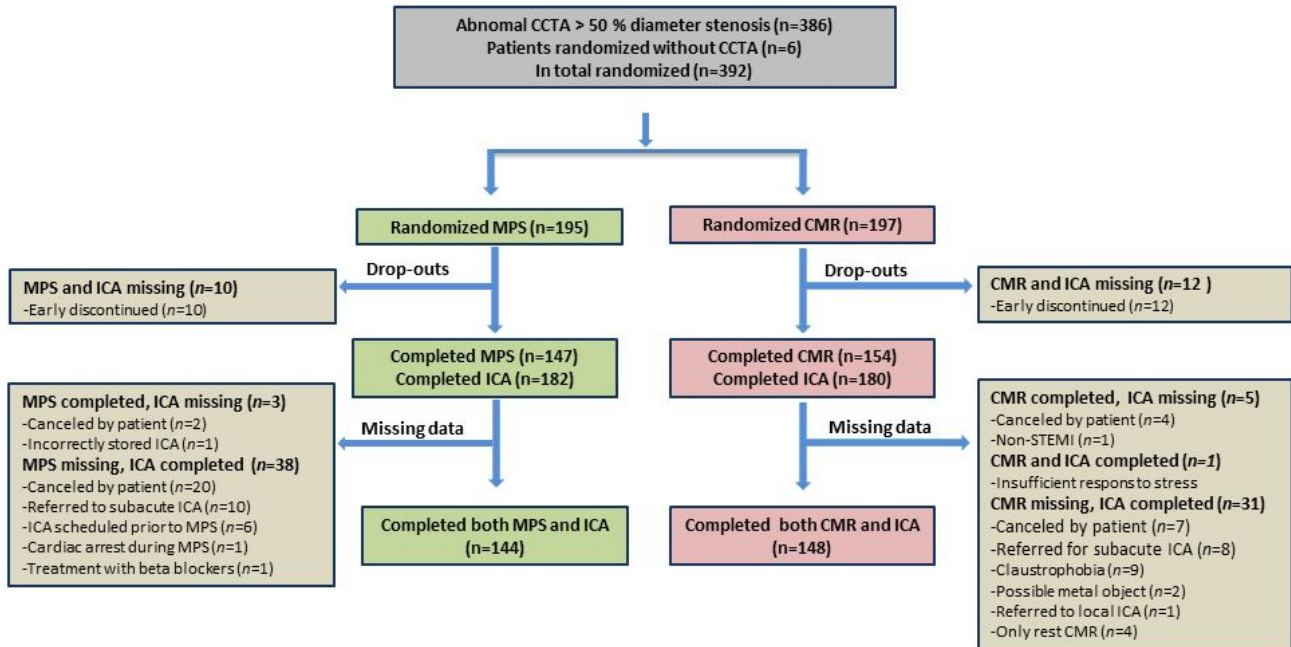 Abnomal CCTA > 50 % diameter stenosis (n=386)
Patients randomized without CCTA (n=6)
In total randomized (n=392)
Randomized MPS (n=195)
Randomized CMR (n=197)
Drop-outs
Drop-outs
MPS and ICA missing (n=10)
-Early discontinued (n=10)
CMR and ICA missing (n=12 )
-Early discontinued (n=12)
Completed MPS (n=147)
Completed ICA (n=182)
Completed CMR (n=154)
Completed ICA (n=180)
Missing data
Missing data
MPS completed, ICA missing (n=3)
-Canceled by patient (n=2)
-Incorrectly stored ICA (n=1)
MPS missing, ICA completed (n=38)
-Canceled by patient (n=20)
-Referred to subacute ICA (n=10)
-ICA scheduled prior to MPS (n=6)
-Cardiac arrest during MPS (n=1)
-Treatment with beta blockers (n=1)
CMR completed, ICA missing (n=5)
-Canceled by patient (n=4)
-Non-STEMI (n=1)
CMR and ICA completed (n=1)
-Insufficient respons to stress
CMR missing, ICA completed (n=31)
-Canceled by patient (n=7)
-Referred for subacute ICA (n=8)
-Claustrophobia (n=9)
-Possible metal object (n=2)
-Referred to local ICA (n=1)
-Only rest CMR (n=4)
Completed both MPS and ICA
(n=144)
Completed both CMR and ICA
(n=148)